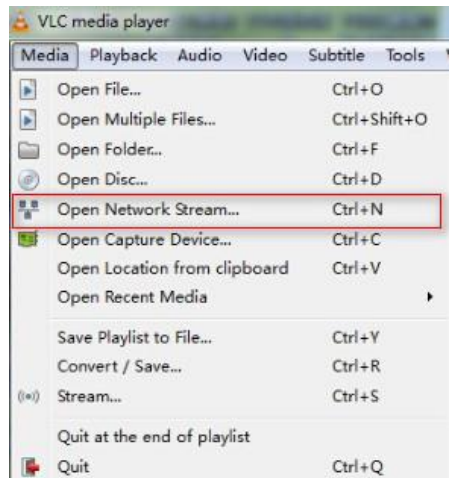 VLC media player
Media Playback Audio Video Subtitle Tools
Open File... Ctrl+O
Open Multiple Files... Ctrl+Shift+O
Open Folder... Ctrl+F
Open Disc... Ctrl+D
Open Network Stream... Ctrl+N
Open Capture Device... Ctrl+C
Open Location from clipboard Ctrl+V
Open Recent Media
Save Playlist to File... Ctrl+Y
Convert / Save... Ctrl+R
Stream... Ctrl+S
Quit at the end of playlist
Quit Ctrl+Q